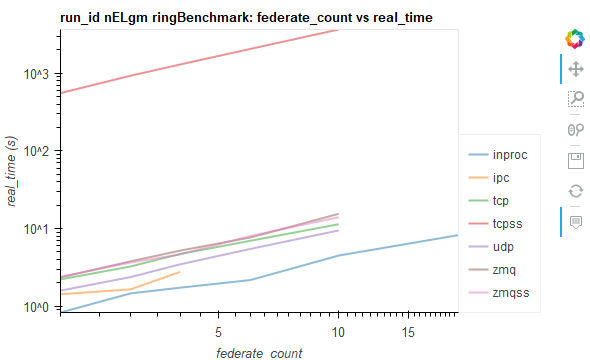 run_id nELgm ringBenchmark: federate_count vs real_time
real_time (s)
10^3
10^2
10^1
10^0
5
10
15
federate_count
inproc
ipc
tcp
tcpss
udp
zmq
zmqss